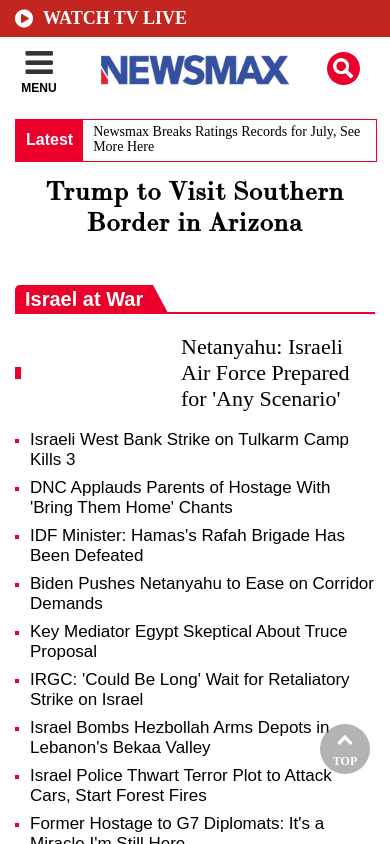 WATCH TV LIVE
MENU
NEWSMAX
Latest
Newsmax Breaks Ratings Records for July, See
More Here
Trump to Visit Southern
Border in Arizona
Israel at War
Netanyahu: Israeli
Air Force Prepared
for 'Any Scenario'
Israeli West Bank Strike on Tulkarm Camp
Kills 3
DNC Applauds Parents of Hostage With
'Bring Them Home' Chants
IDF Minister: Hamas's Rafah Brigade Has
Been Defeated
Biden Pushes Netanyahu to Ease on Corridor
Demands
Key Mediator Egypt Skeptical About Truce
Proposal
IRGC: 'Could Be Long' Wait for Retaliatory
Strike on Israel
Israel Bombs Hezbollah Arms Depots in
Lebanon's Bekaa Valley
TOP
Israel Police Thwart Terror Plot to Attack
Cars, Start Forest Fires
Former Hostage to G7 Diplomats: It's a
Miracle I'm Still Here